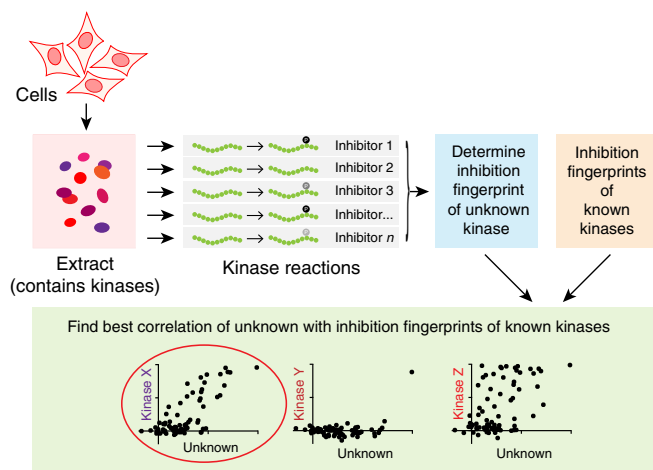 Cells
P
Inhibitor 1
Inhibitor 2
P
Inhibitor 3
P
Inhibitor...
P
Inhibitor n
Extract
(contains kinases)
Kinase reactions
Determine
inhibition
fingerprint
of unknown
kinase
Inhibition
fingerprints
of
known
kinases
Find best correlation of unknown with inhibition fingerprints of known kinases
Kinase X
Unknown
Kinase Y
Unknown
Kinase Z
Unknown